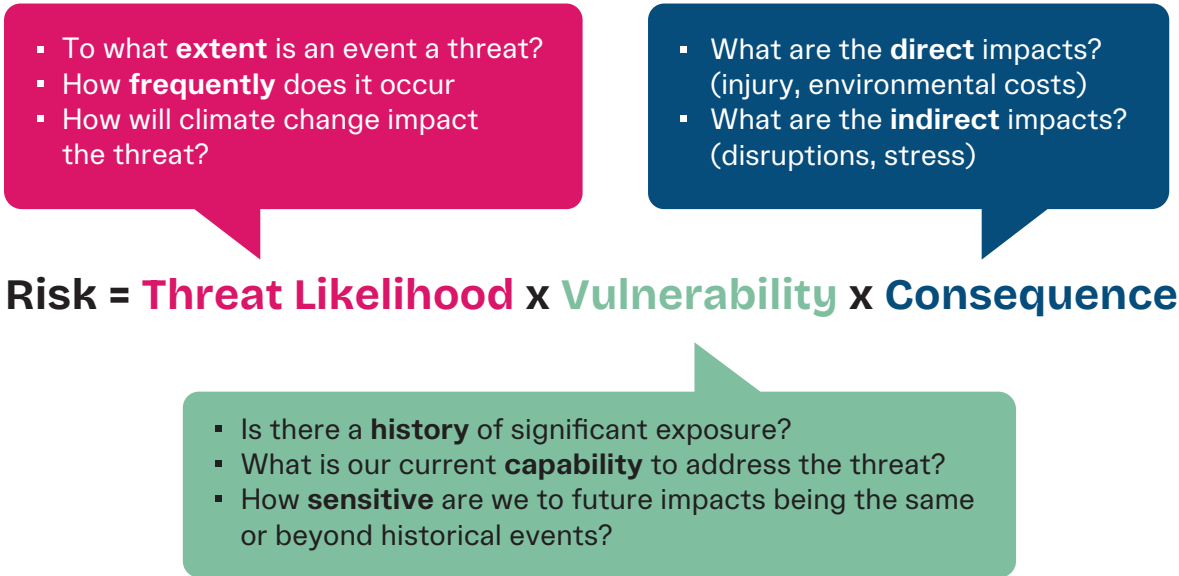 ▪ To what extent is an event a threat?
▪ How frequently does it occur
▪ How will climate change impact
the threat?
▪ What are the direct impacts?
(injury, environmental costs)
▪ What are the indirect impacts?
(disruptions, stress)
Risk = Threat Likelihood x Vulnerability x Consequence
▪ Is there a history of significant exposure?
▪ What is our current capability to address the threat?
▪ How sensitive are we to future impacts being the same
or beyond historical events?